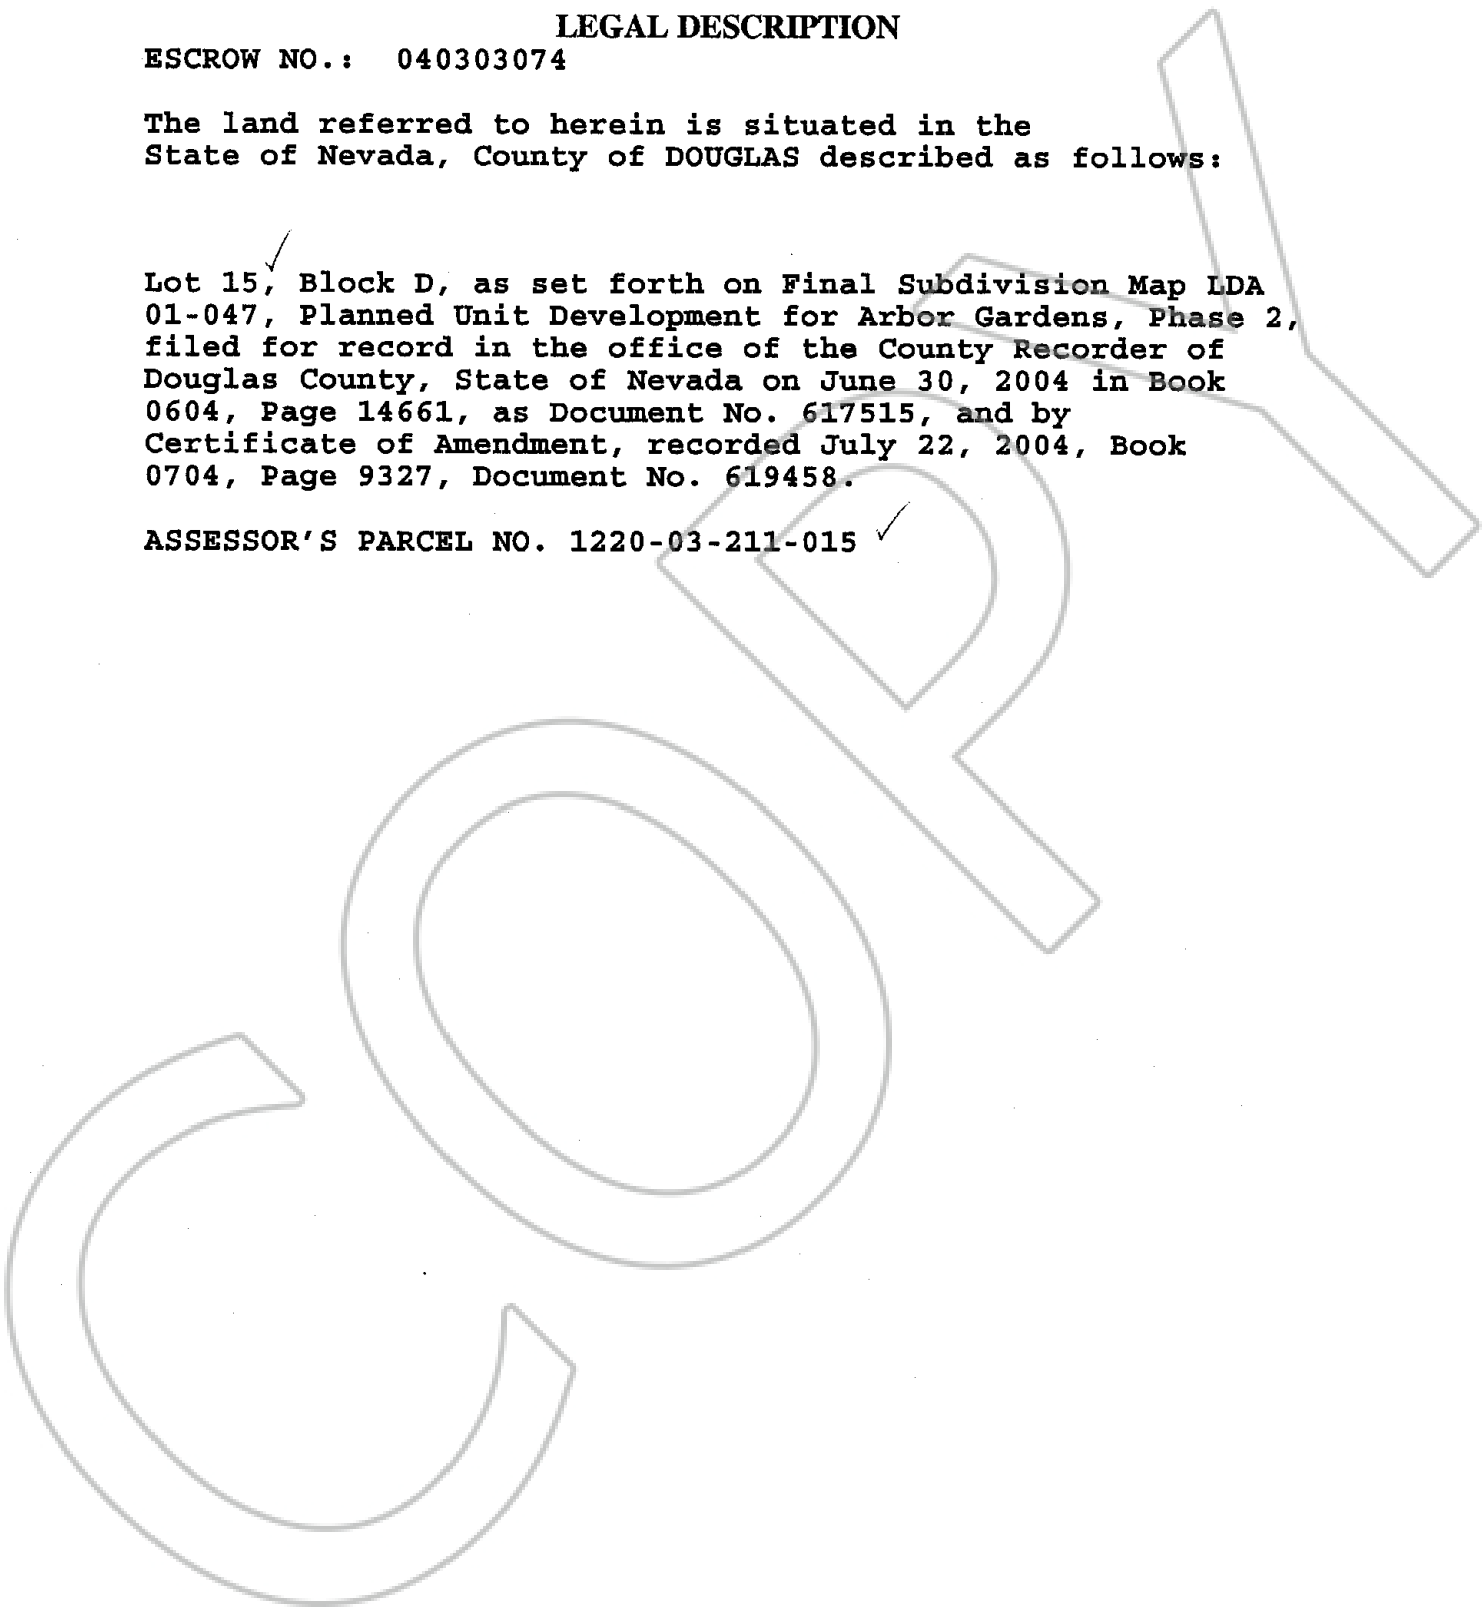 LEGAL DESCRIPTION
ESCROW NO.: 040303074
The land referred to herein is situated in the
State of Nevada, County of DOUGLAS described as follows:
Lot 15, Block D, as set forth on Final Subdivision Map LDA
01-047, Planned Unit Development for Arbor Gardens, Phase 2,
filed for record in the office of the County Recorder of
Douglas County, State of Nevada on June 30, 2004 in Book
0604, Page 14661, as Document No. 617515, and by
Certificate of Amendment, recorded July 22, 2004, Book
0704, Page 9327, Document No. 619458.
ASSESSOR'S PARCEL NO. 1220-03-211-015
COPY